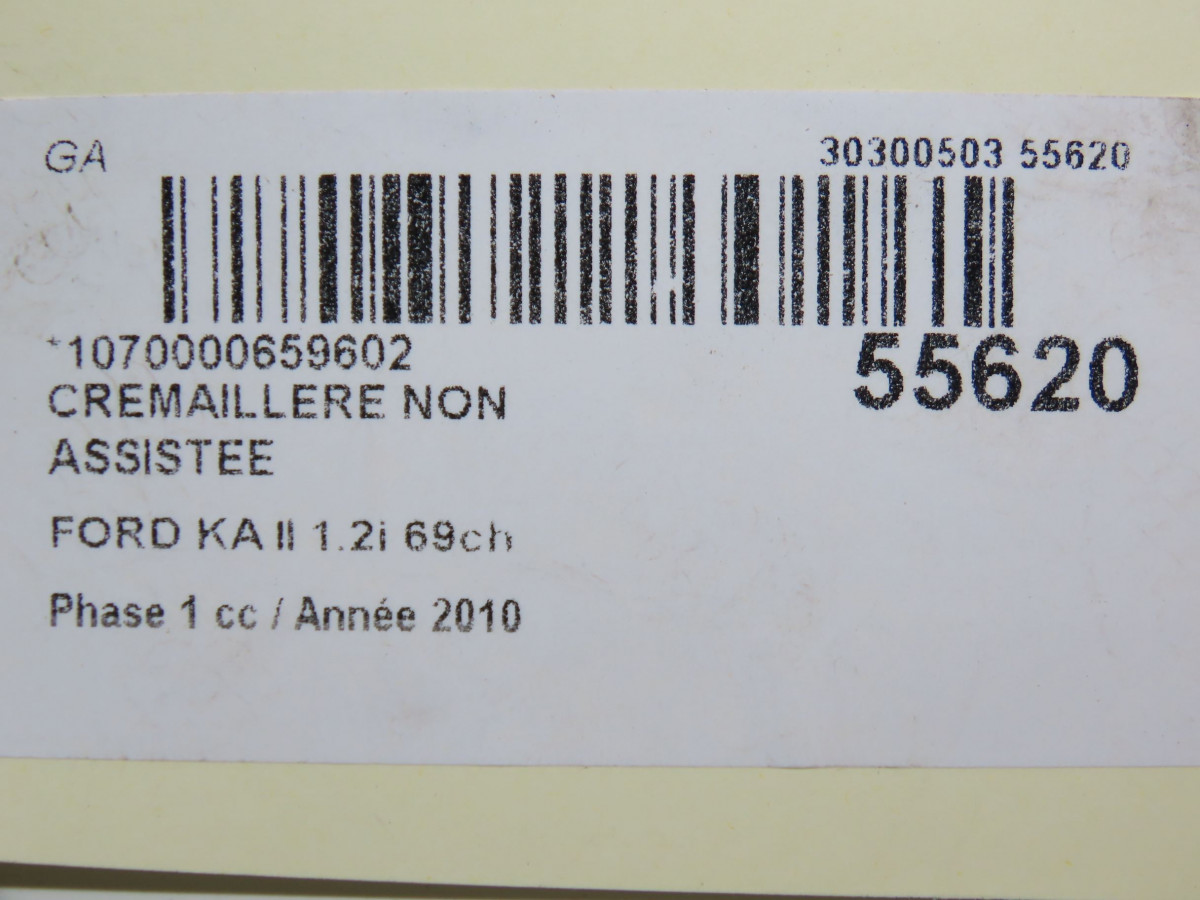 GA
30300503 55620
*1070000659602
55620
CREMAILLERE NON
ASSISTEE
FORD KA II 1.2i 69ch
Phase 1 cc / Année 2010